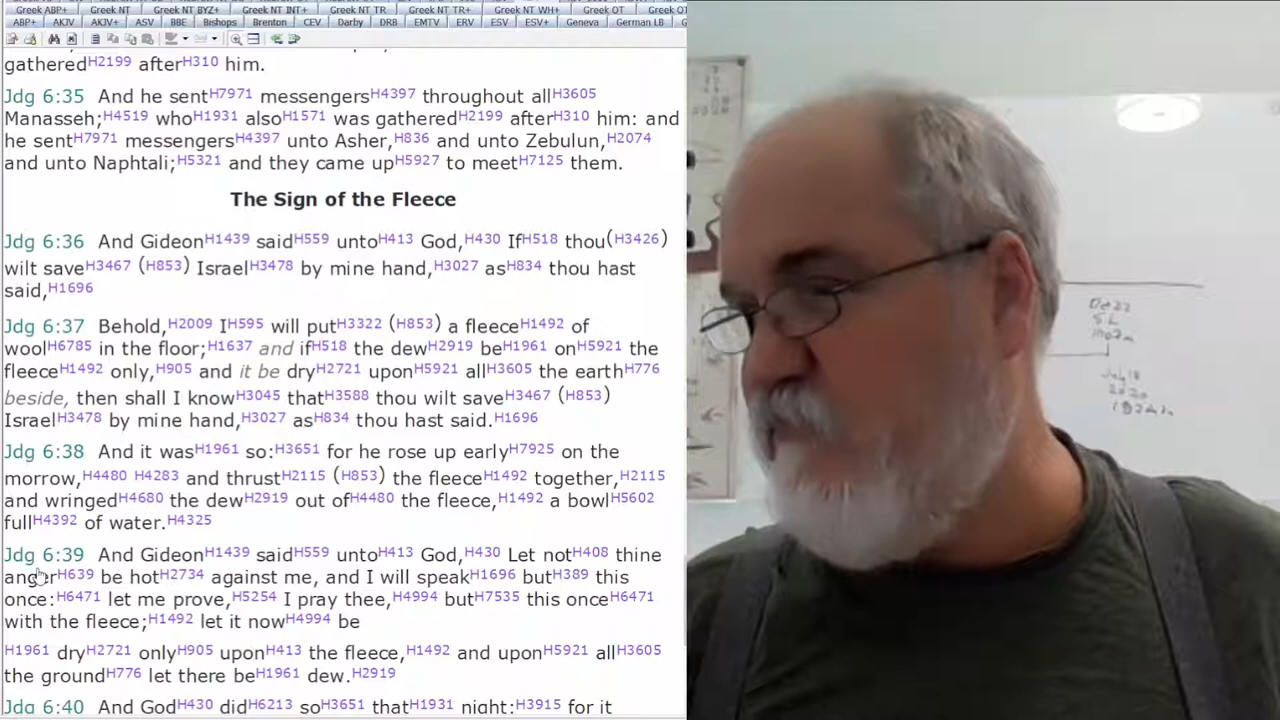 Greek ABP+ Greek NT Greek NT BYZ+ Greek NT INT+ Greek NT TR Greek NT TR+ Greek NT WH+ Greek OT Greek OT
ABP+ AKJV AKJV+ ASV BBE Bishops Brenton CEV Darby DRB EMTV ERV ESV ESV+ Geneva German LB
gatheredH2199 afterH310 him.
Jdg 6:35 And he sentH7971 messengersH4397 throughout allH3605
Manasseh;H4519 whoH1931 alsoH1571 was gatheredH2199 afterH310 him: and
he sentH7971 messengersH4397 unto Asher,H836 and unto Zebulun,H2074
and unto Naphtali;H5321 and they came upH5927 to meetH7125 them.
The Sign of the Fleece
Jdg 6:36 And GideonH1439 saidH559 untoH413 God,H430 IfH518 thou(H3426)
wilt saveH3467 (H853) IsraelH3478 by mine hand,H3027 asH834 thou hast
said,H1696
Jdg 6:37 Behold,H2009 IH595 will putH3322 (H853) a fleeceH1492 of
woolH6785 in the floor;H1637 and ifH518 the dewH2919 beH1961 onH5921 the
fleeceH1492 only,H905 and it be dryH2721 uponH5921 allH3605 the earthH776
beside, then shall I knowH3045 thatH3588 thou wilt saveH3467 (H853)
IsraelH3478 by mine hand,H3027 asH834 thou hast said.H1696
Jdg 6:38 And it wasH1961 so:H3651 for he rose up earlyH7925 on the
morrow,H4480 H4283 and thrustH2115 (H853) the fleeceH1492 together,H2115
and wringedH4680 the dewH2919 out ofH4480 the fleece,H1492 a bowlH5602
fullH4392 of water.H4325
Jdg 6:39 And GideonH1439 saidH559 untoH413 God,H430 Let notH408 thine
angerH639 be hotH2734 against me, and I will speakH1696 butH389 this
once:H6471 let me prove,H5254 I pray thee,H4994 butH7535 this onceH6471
with the fleece;H1492 let it nowH4994 be
H1961 dryH2721 onlyH905 uponH413 the fleece,H1492 and uponH5921 allH3605
the groundH776 let there beH1961 dew.H2919
Jdg 6:40 And GodH430 didH6213 soH3651 thatH1931 night:H3915 for it